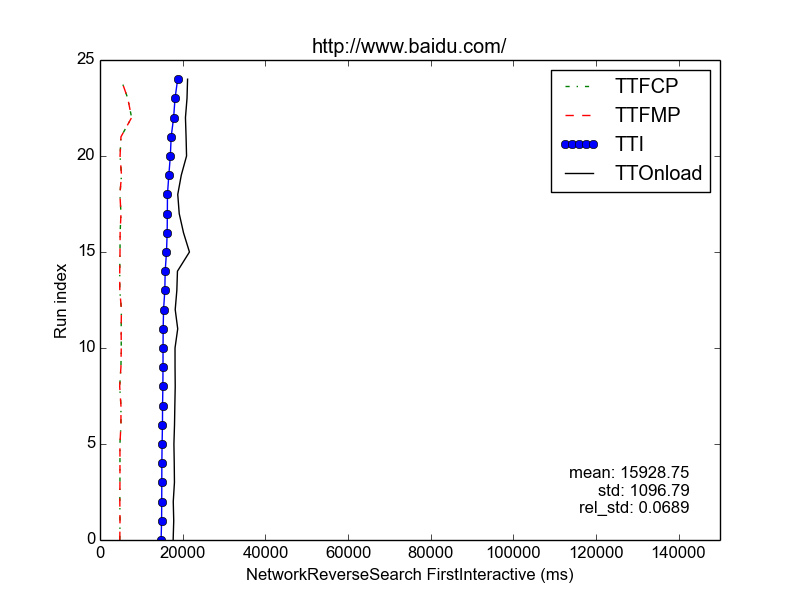 http://www.baidu.com/
25
20
15
10
5
0
Run index
TTFCP
TTFMP
TTI
TTOnload
mean: 15928.75
std: 1096.79
rel_std: 0.0689
0 20000 40000 60000 80000 100000 120000 140000
NetworkReverseSearch FirstInteractive (ms)